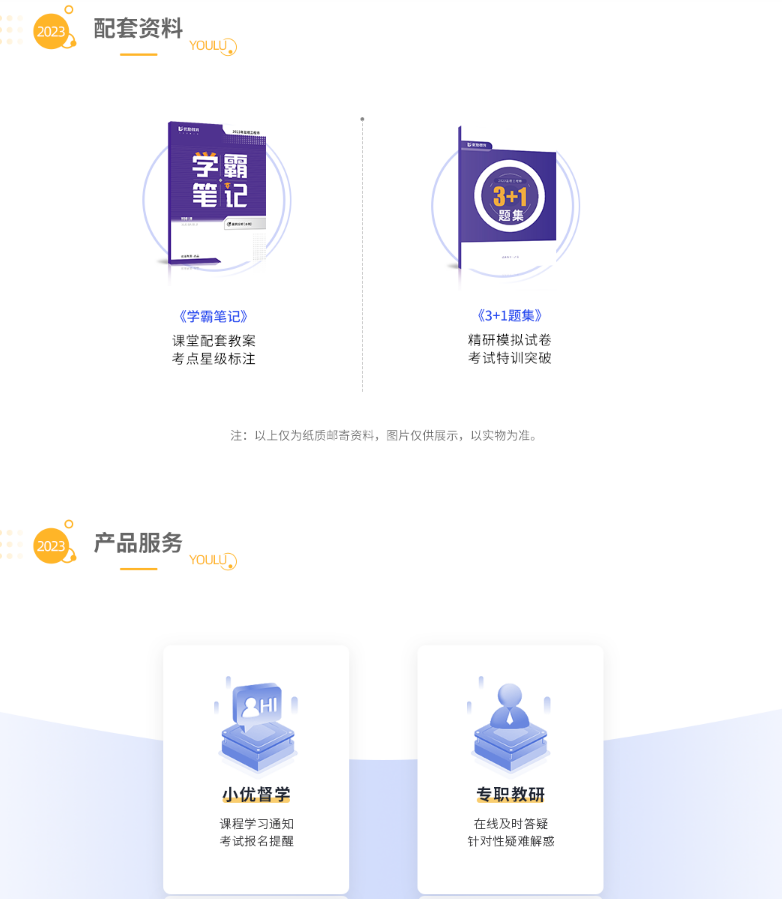 2023
配套资料
YOULU
学霸
笔记
3+1
题集
《学霸笔记》
课堂配套教案
考点星级标注
《3+1题集》
精研模拟试卷
考试特训突破
注：以上仅为纸质邮寄资料，图片仅供展示，以实物为准。
2023
产品服务
YOULU
HI
小优督学
课程学习通知
考试报名提醒
专职教研
在线及时答疑
针对性疑难解惑